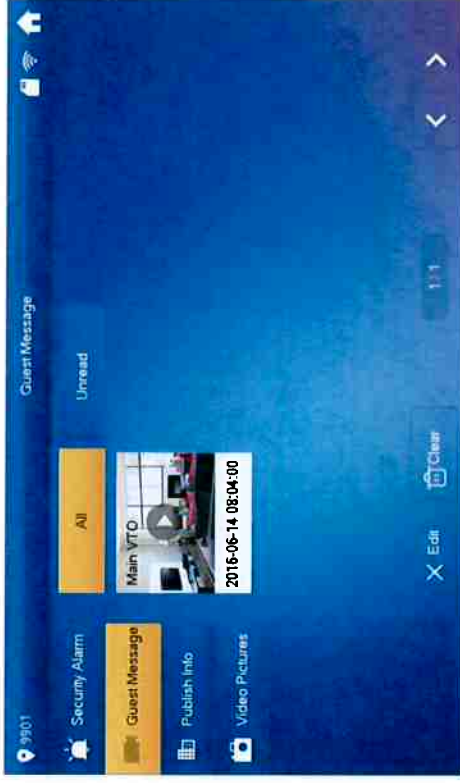 9901
Guest Message
Security Alarm
Guest Message
Publish Info
Video Pictures
All
Unread
Main VTO
2016-06-14 08:04:00
Edit
Clear
1/1